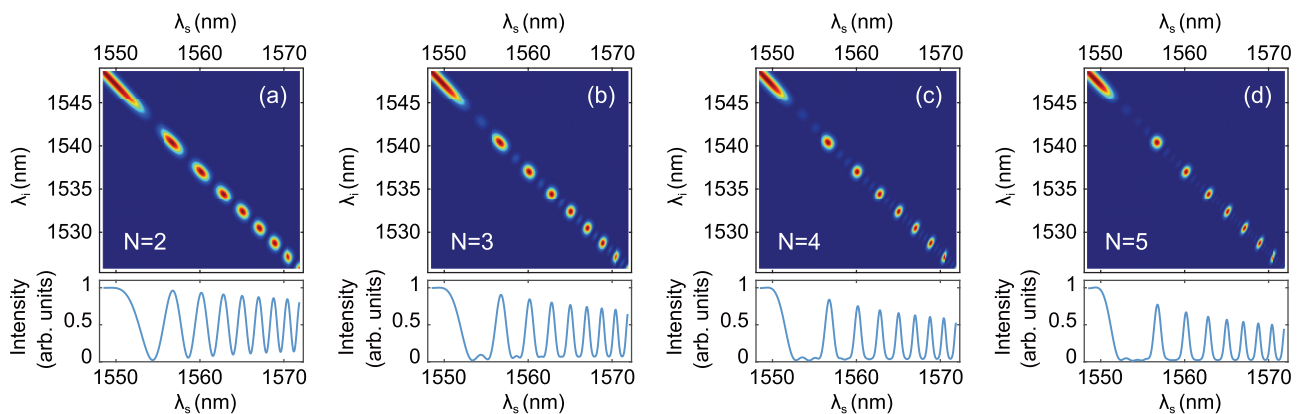 λs (nm)
1550 1560 1570
1545
1540
1535
1530
λi (nm)
(a)
N=2
1
0.5
0
Intensity
(arb. units)
1550 1560 1570
λs (nm)
λs (nm)
1550 1560 1570
1545
1540
1535
1530
λi (nm)
(b)
N=3
1
0.5
0
Intensity
(arb. units)
1550 1560 1570
λs (nm)
λs (nm)
1550 1560 1570
1545
1540
1535
1530
λi (nm)
(c)
N=4
1
0.5
0
Intensity
(arb. units)
1550 1560 1570
λs (nm)
λs (nm)
1550 1560 1570
1545
1540
1535
1530
λi (nm)
(d)
N=5
1
0.5
0
Intensity
(arb. units)
1550 1560 1570
λs (nm)